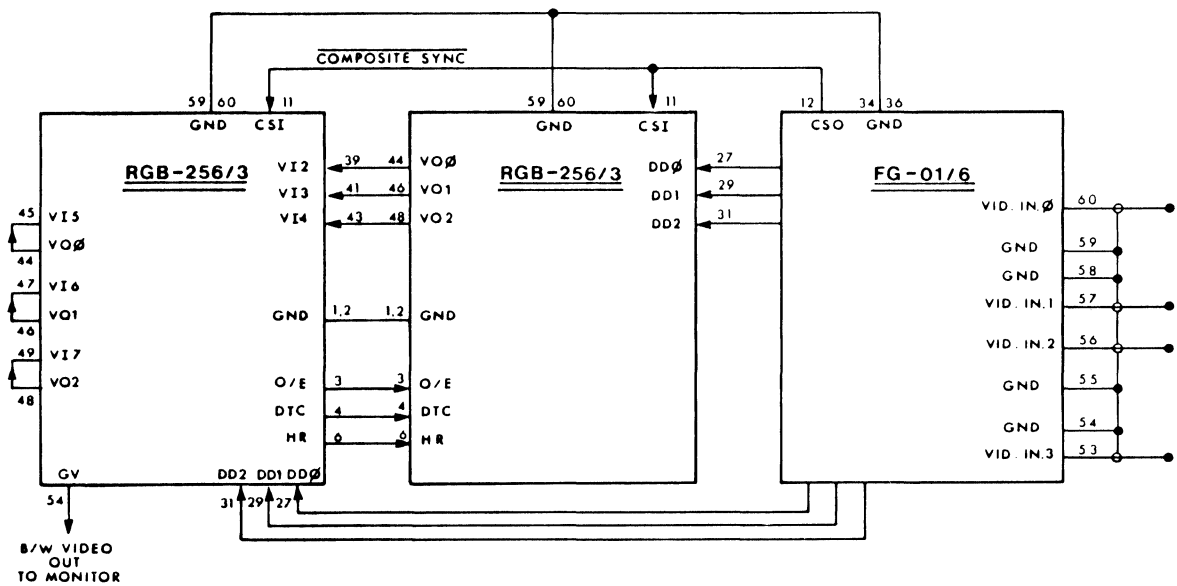 COMPOSITE SYNC
59 60 11 59 60 11 12 34 36
GND CSI GND CSI CSO GND
RGB-256/3 RGB-256/3 FG-01/6
VI2 39 44 VOØ DDØ 27
VI3 41 46 VO1 DD1 29
VI4 43 48 VO2 DD2 31
45 VI5
VOØ
44
47 VI6
VO1
46
49 VI7
VO2
48
GND 1,2 1,2 GND
O/E 3 3 O/E
DTC 4 4 DTC
HR 6 6 HR
VID. IN.Ø 60
GND 59
GND 58
VID. IN.1 57
VID. IN.2 56
GND 55
GND 54
VID. IN.3 53
GV DD2 DD1 DDØ
54 31 29 27
B/W VIDEO
OUT
TO MONITOR